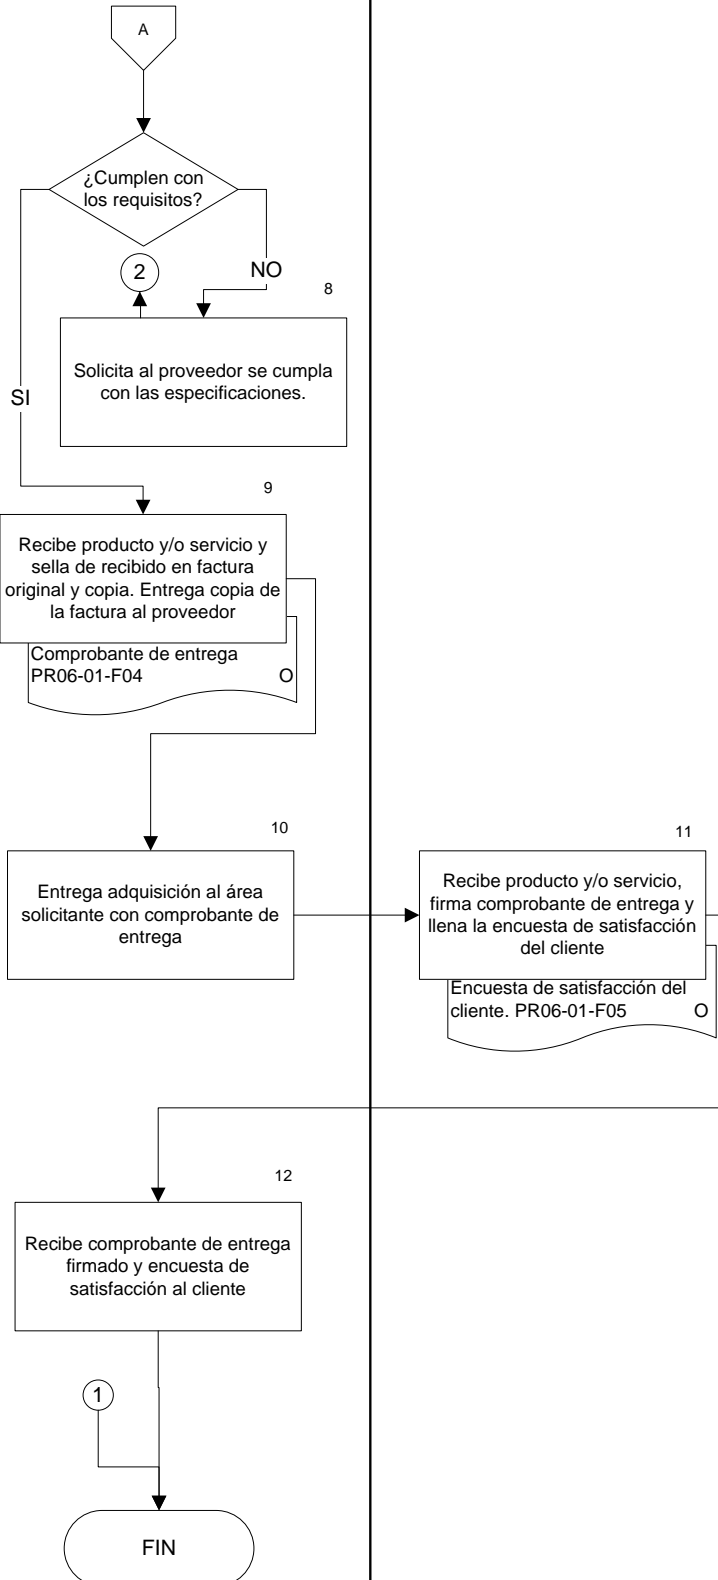 A
¿Cumplen con
los requisitos?
2
NO
8
Solicita al proveedor se cumpla
con las especificaciones.
SI
9
Recibe producto y/o servicio y
sella de recibido en factura
original y copia. Entrega copia de
la factura al proveedor
Comprobante de entrega
PR06-01-F04 O
10
Entrega adquisición al área
solicitante con comprobante de
entrega
11
Recibe producto y/o servicio,
firma comprobante de entrega y
llena la encuesta de satisfacción
del cliente
Encuesta de satisfacción del
cliente. PR06-01-F05 O
12
Recibe comprobante de entrega
firmado y encuesta de
satisfacción al cliente
1
FIN